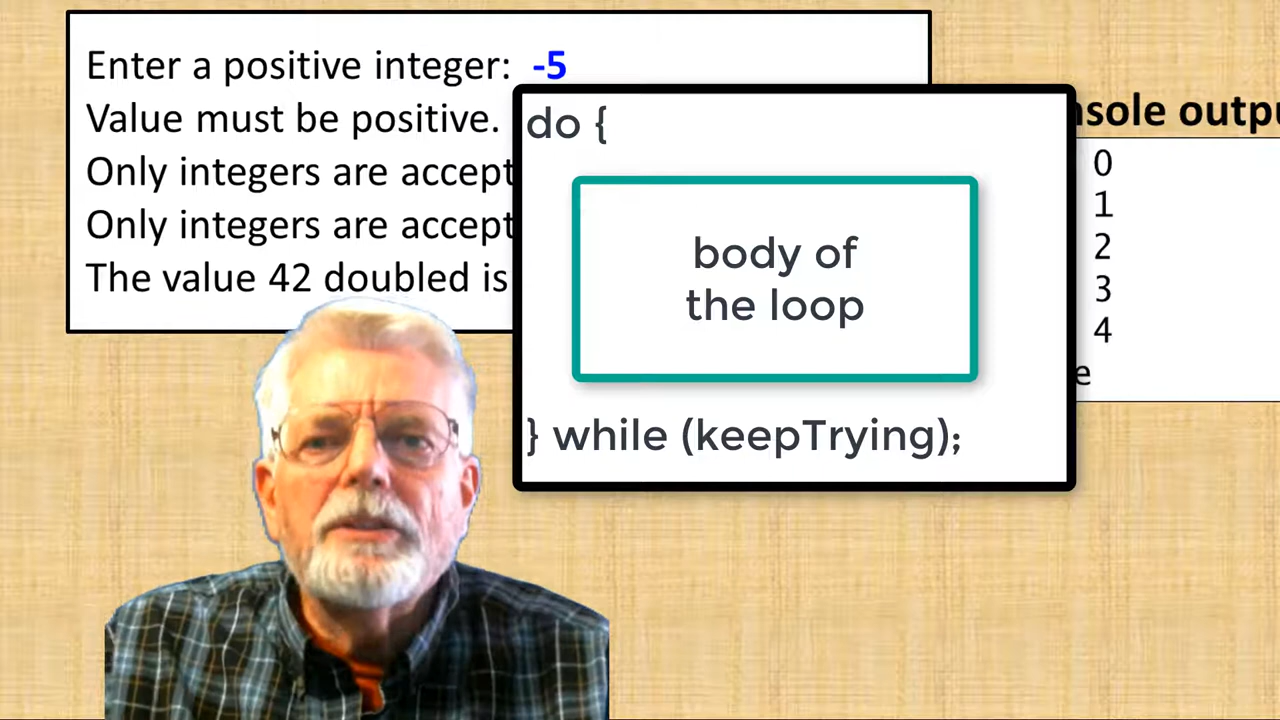 Enter a positive integer: -5
Value must be positive.
Only integers are accept
Only integers are accept
The value 42 doubled is
do {
body of
the loop
} while (keepTrying);
nsole outpu
0
1
2
3
4
e